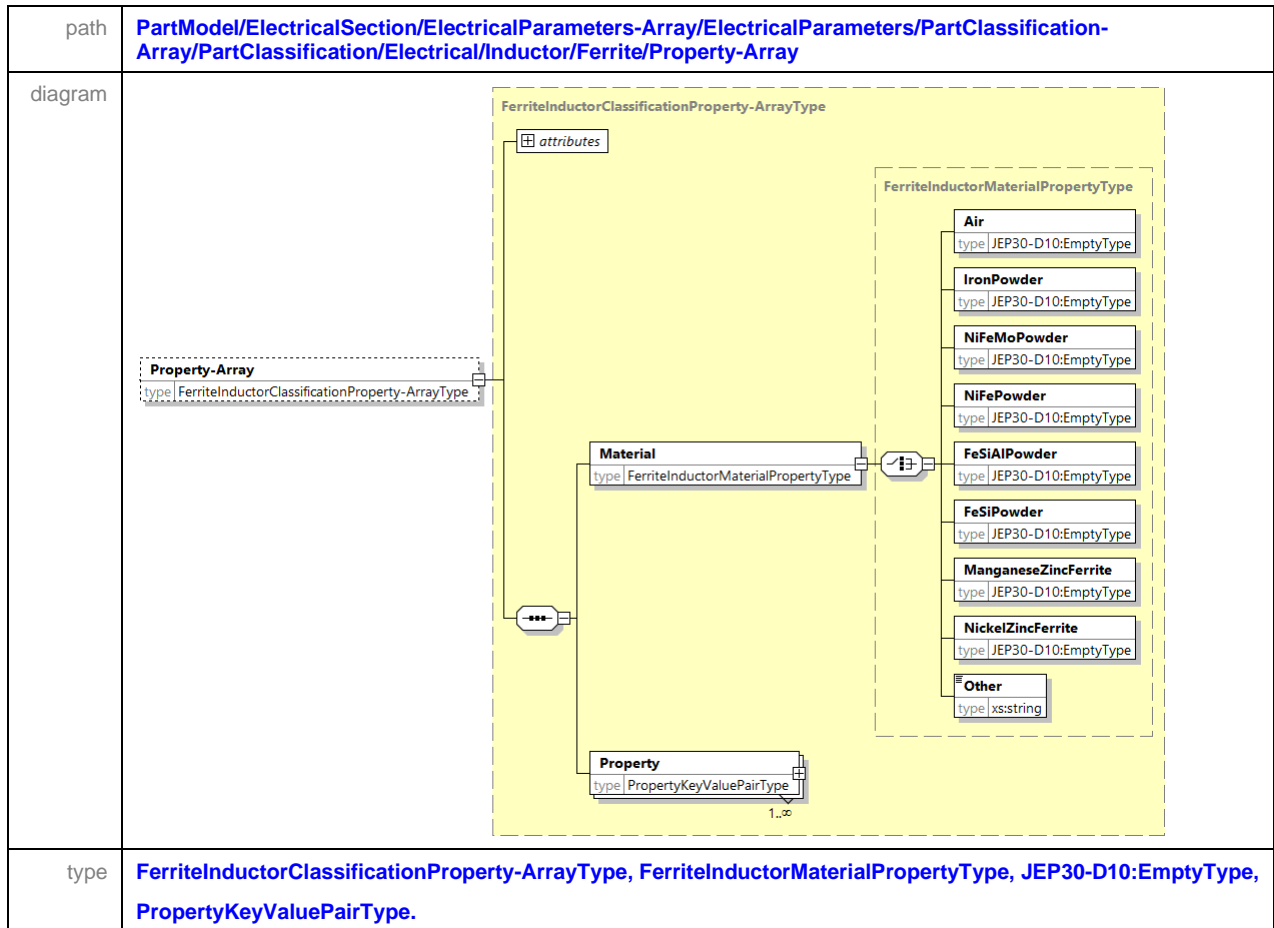 path
PartModel/ElectricalSection/ElectricalParameters-Array/ElectricalParameters/PartClassification-
Array/PartClassification/Electrical/Inductor/Ferrite/Property-Array
diagram
FerriteInductorClassificationProperty-ArrayType
attributes
FerriteInductorMaterialPropertyType
Air
type JEP30-D10:EmptyType
IronPowder
type JEP30-D10:EmptyType
NiFeMoPowder
type JEP30-D10:EmptyType
Property-Array
type FerriteInductorClassificationProperty-ArrayType
NiFePowder
type JEP30-D10:EmptyType
Material
type FerriteInductorMaterialPropertyType
FeSiAlPowder
type JEP30-D10:EmptyType
FeSiPowder
type JEP30-D10:EmptyType
ManganeseZincFerrite
type JEP30-D10:EmptyType
NickelZincFerrite
type JEP30-D10:EmptyType
Other
type xs:string
Property
type PropertyKeyValuePairType
1..∞
type
FerriteInductorClassificationProperty-ArrayType, FerriteInductorMaterialPropertyType, JEP30-D10:EmptyType,
PropertyKeyValuePairType.